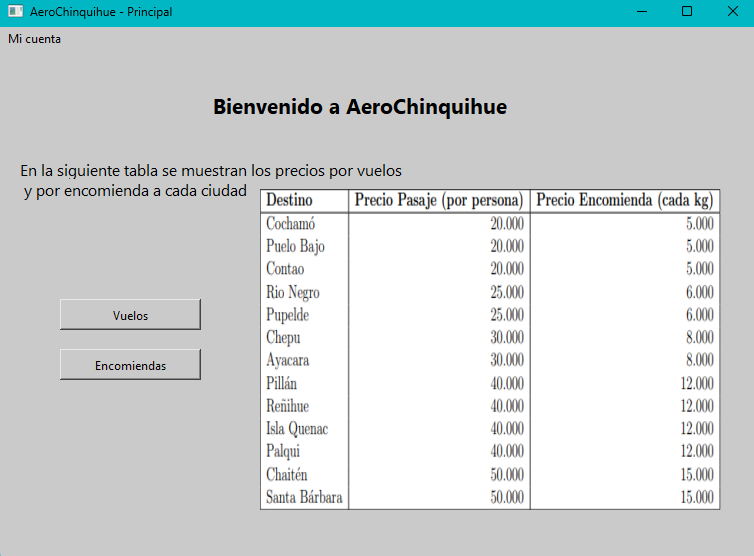 AeroChinquihue - Principal
Mi cuenta
Bienvenido a AeroChinquihue
En la siguiente tabla se muestran los precios por vuelos
y por encomienda a cada ciudad
Destino Precio Pasaje (por persona) Precio Encomienda (cada kg)
Cochamó 20.000 5.000
Puelo Bajo 20.000 5.000
Contao 20.000 5.000
Rio Negro 25.000 6.000
Pupelde 25.000 6.000
Chepu 30.000 8.000
Ayacara 30.000 8.000
Pillán 40.000 12.000
Reñihue 40.000 12.000
Isla Quenac 40.000 12.000
Palqui 40.000 12.000
Chaitén 50.000 15.000
Santa Bárbara 50.000 15.000
Vuelos
Encomiendas